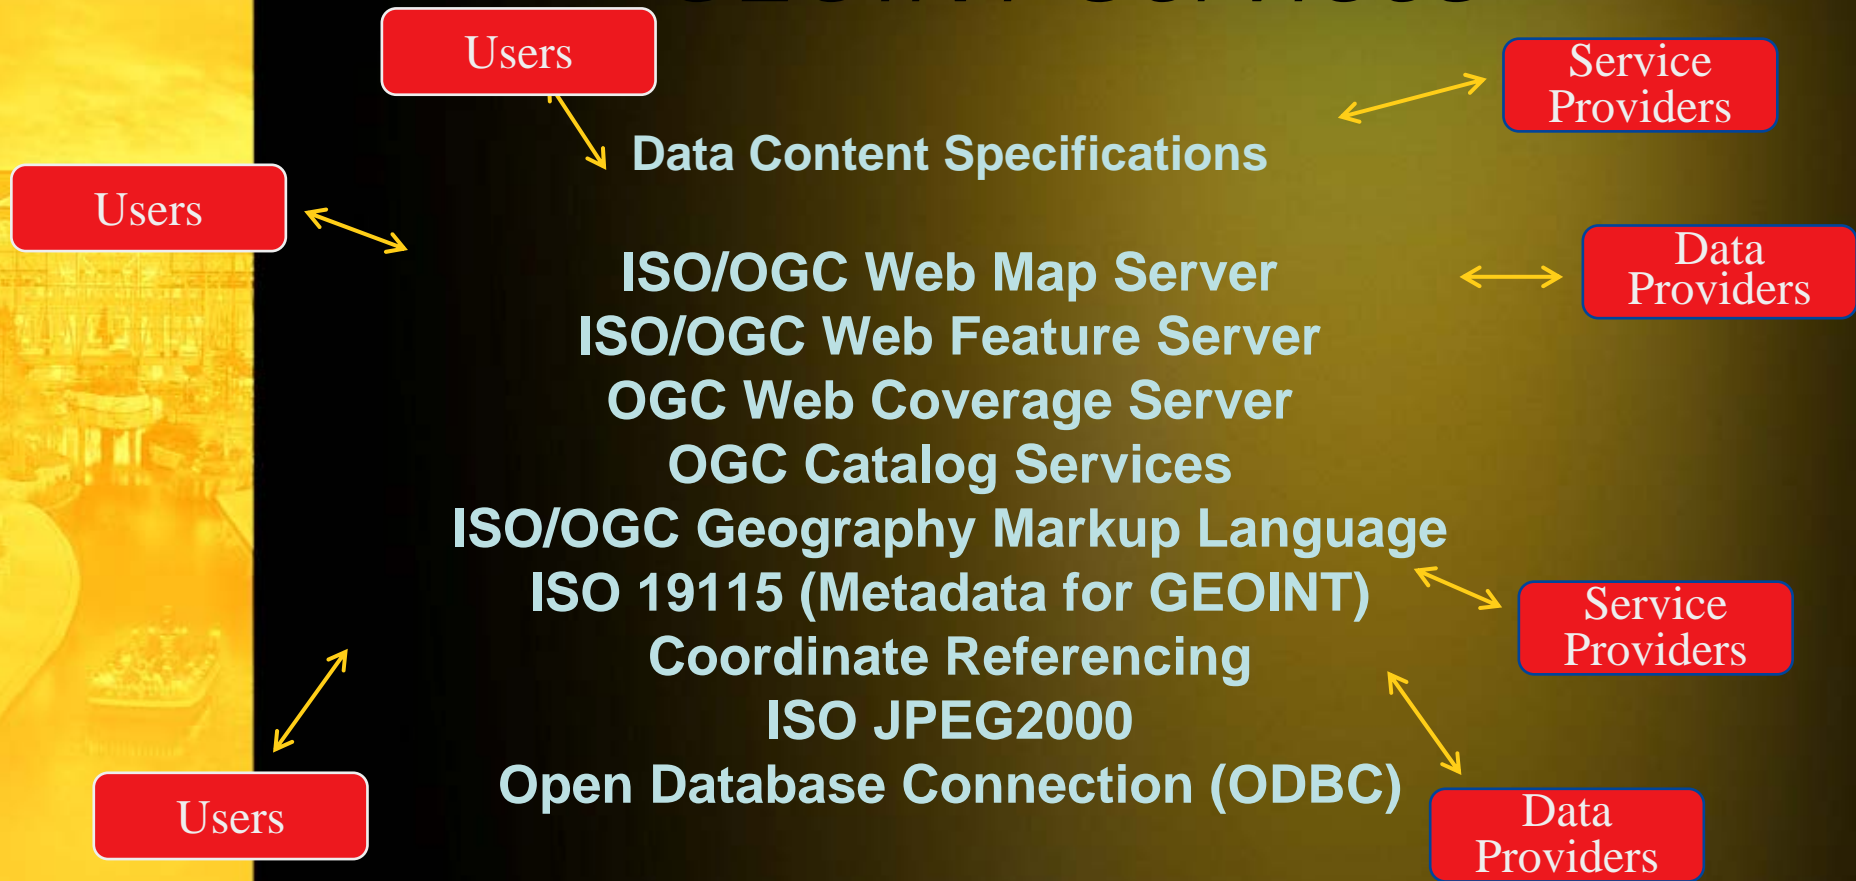 GEOINT Services
Users
Service
Providers
Data Content Specifications
Users
Data
Providers
ISO/OGC Web Map Server
ISO/OGC Web Feature Server
OGC Web Coverage Server
OGC Catalog Services
ISO/OGC Geography Markup Language
ISO 19115 (Metadata for GEOINT)
Service
Providers
Coordinate Referencing
ISO JPEG2000
Open Database Connection (ODBC)
Users
Data
Providers